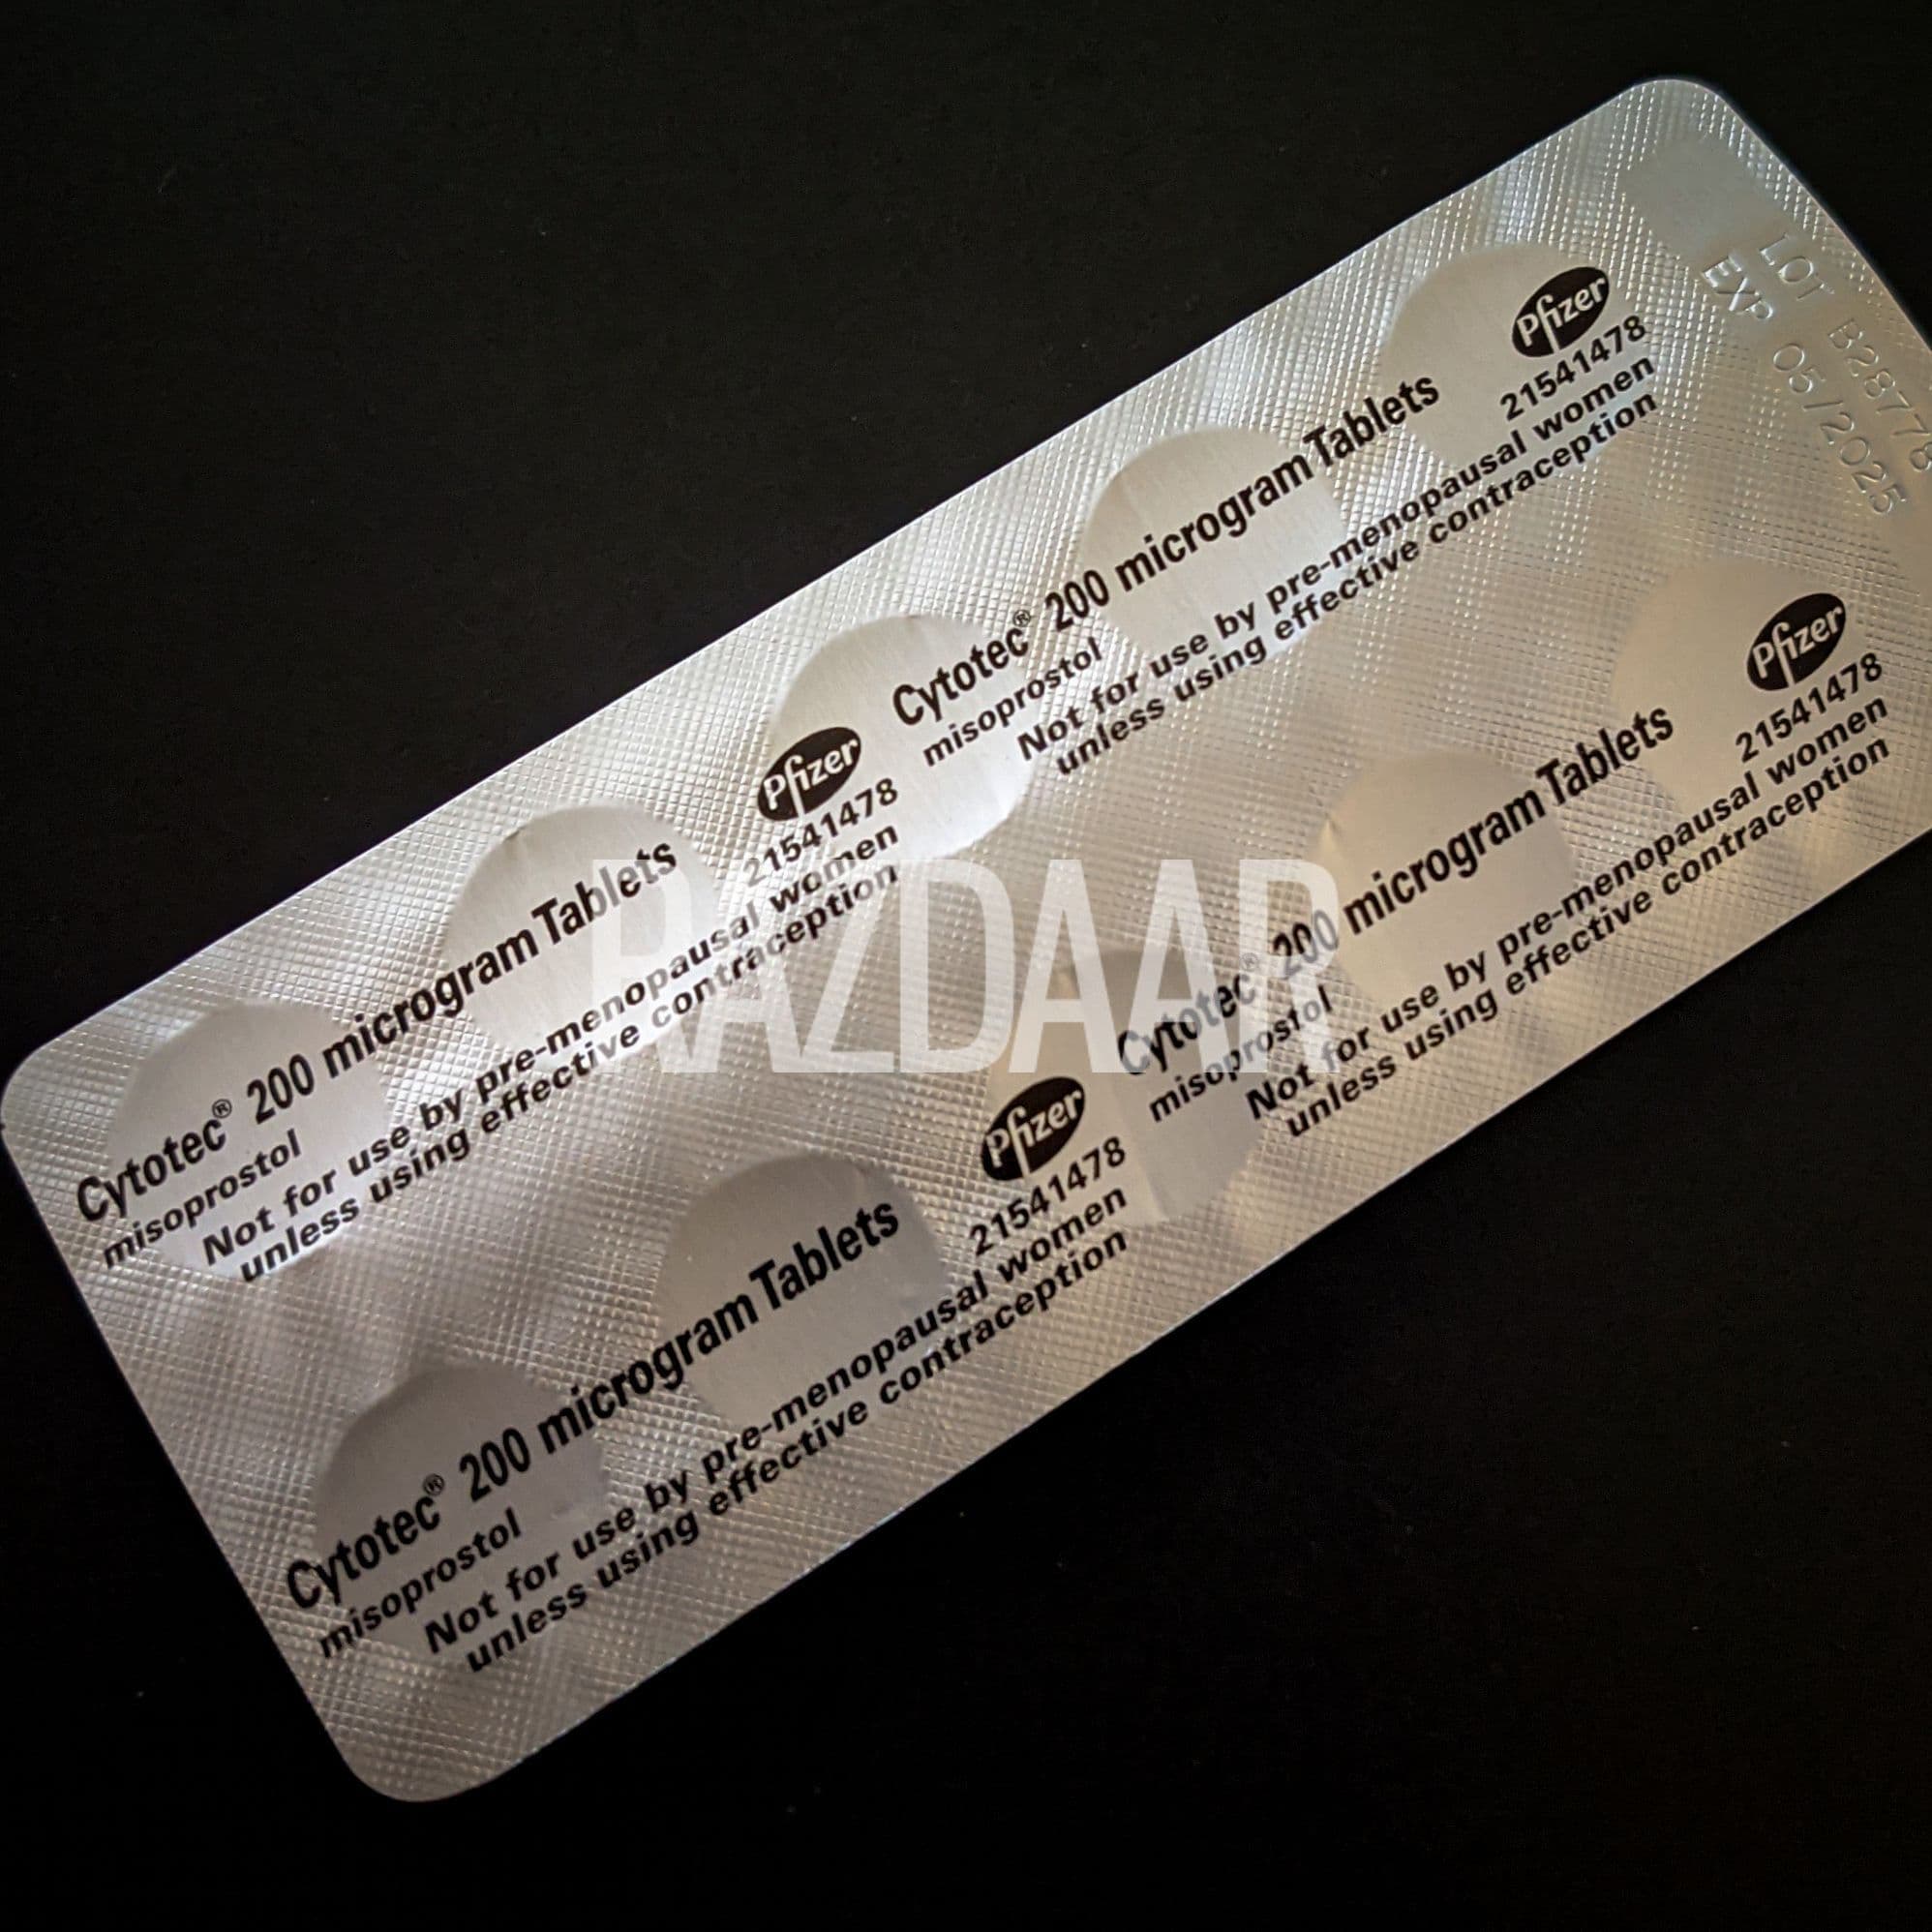 LOT B28778
EXP 05/2025
Pfizer
21541478
Cytotec® 200 microgram Tablets
misoprostol
Not for use by pre-menopausal women
unless using effective contraception
Pfizer
21541478
Cytotec® 200 microgram Tablets
misoprostol
Not for use by pre-menopausal women
unless using effective contraception
Pfizer
21541478
Cytotec® 200 microgram Tablets
misoprostol
Not for use by pre-menopausal women
unless using effective contraception
Pfizer
21541478
Cytotec® 200 microgram Tablets
misoprostol
Not for use by pre-menopausal women
unless using effective contraception
RAZDAAR